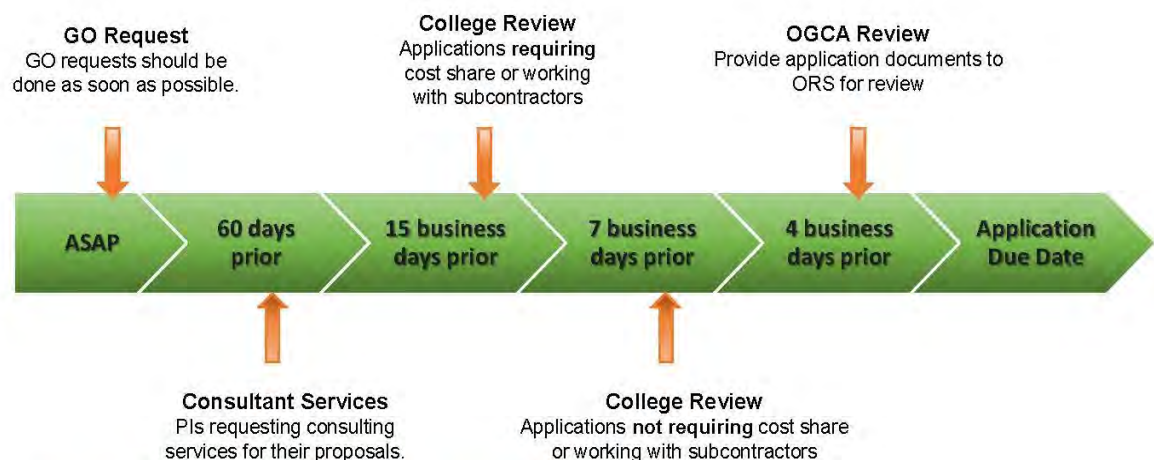 GO Request
GO requests should be
done as soon as possible.
College Review
Applications requiring
cost share or working
with subcontractors
OGCA Review
Provide application documents to
ORS for review
ASAP
60 days
prior
15 business
days prior
7 business
days prior
4 business
days prior
Application
Due Date
Consultant Services
PIs requesting consulting
services for their proposals.
College Review
Applications not requiring cost share
or working with subcontractors